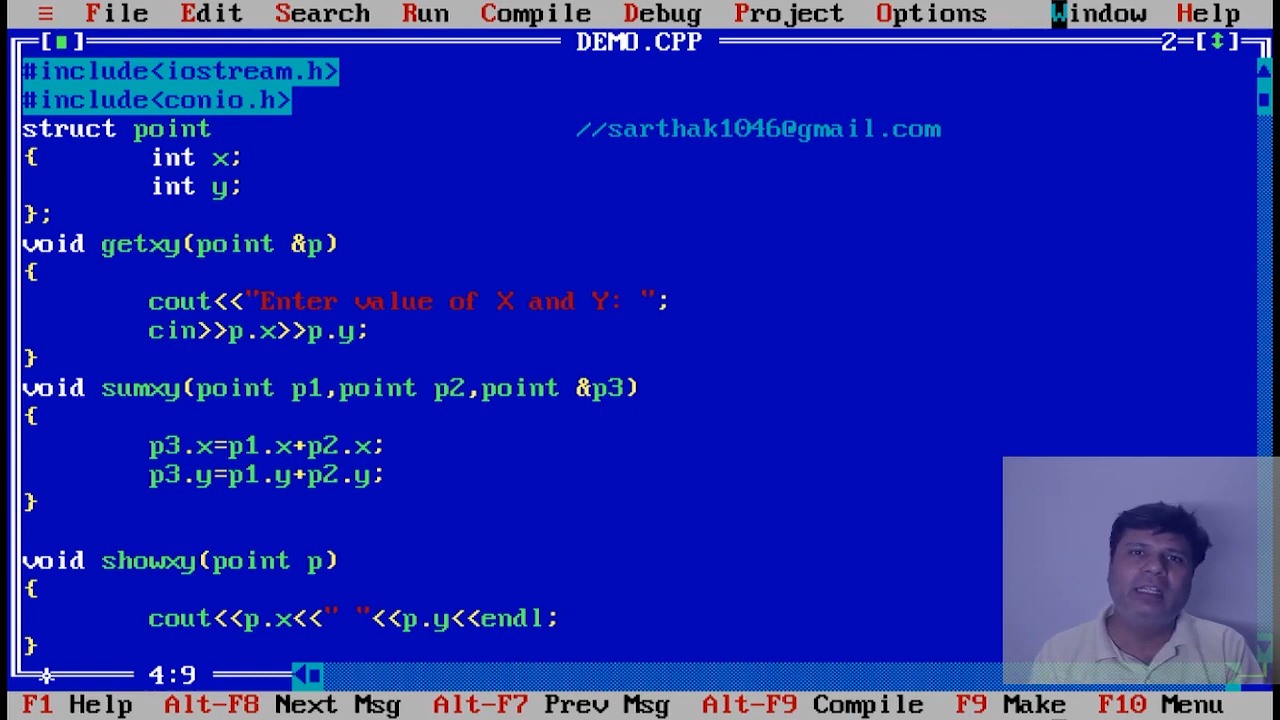 ≡ File Edit Search Run Compile Debug Project Options Window Help
[■] DEMO.CPP 2=[↕]
#include<iostream.h>
#include<conio.h>
struct point //sarthak1046@gmail.com
{ int x;
int y;
};
void getxy(point &p)
{
cout<<"Enter value of X and Y: ";
cin>>p.x>>p.y;
}
void sumxy(point p1,point p2,point &p3)
{
p3.x=p1.x+p2.x;
p3.y=p1.y+p2.y;
}
void showxy(point p)
{
cout<<p.x<<" "<<p.y<<endl;
}
4:9
F1 Help Alt-F8 Next Msg Alt-F7 Prev Msg Alt-F9 Compile F9 Make F10 Menu